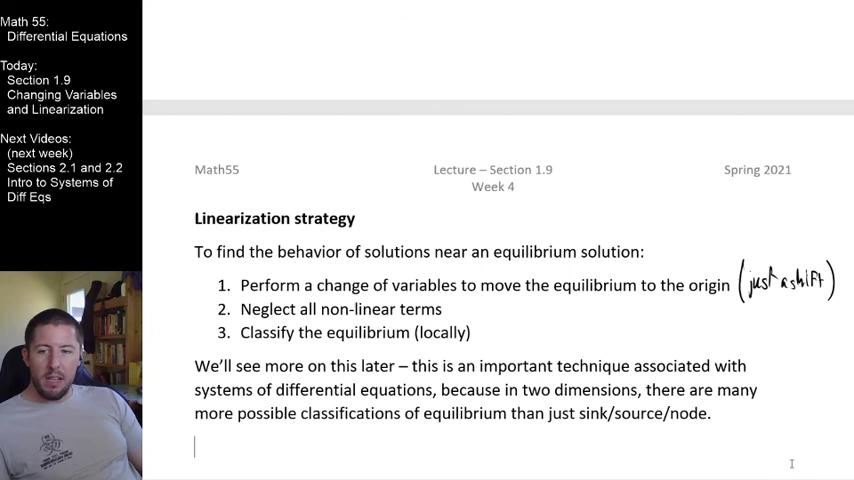 Math 55:
Differential Equations
Today:
Section 1.9
Changing Variables
and Linearization
Next Videos:
(next week)
Sections 2.1 and 2.2
Intro to Systems of
Diff Eqs
Math55 Lecture – Section 1.9 Spring 2021
Week 4
Linearization strategy
To find the behavior of solutions near an equilibrium solution:
1. Perform a change of variables to move the equilibrium to the origin (just a shift)
2. Neglect all non-linear terms
3. Classify the equilibrium (locally)
We'll see more on this later – this is an important technique associated with
systems of differential equations, because in two dimensions, there are many
more possible classifications of equilibrium than just sink/source/node.